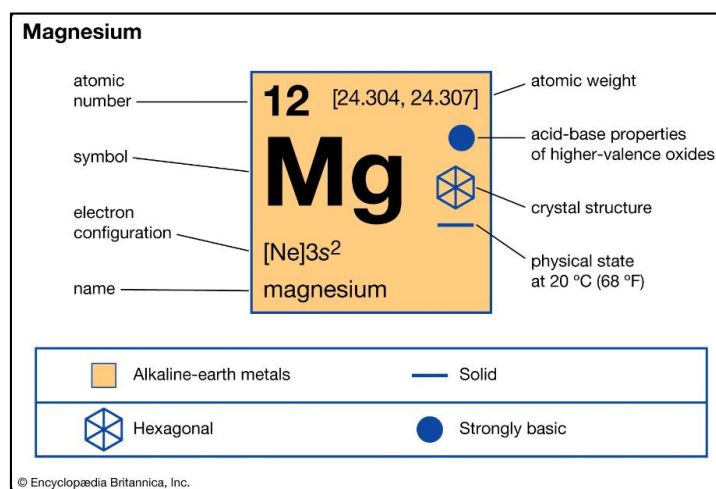 Magnesium
atomic
number
symbol
electron
configuration
name
12 [24.304, 24.307]
Mg
[Ne]3s²
magnesium
atomic weight
acid-base properties
of higher-valence oxides
crystal structure
physical state
at 20 ºC (68 ºF)
Alkaline-earth metals
Solid
Hexagonal
Strongly basic
© Encyclopædia Britannica, Inc.